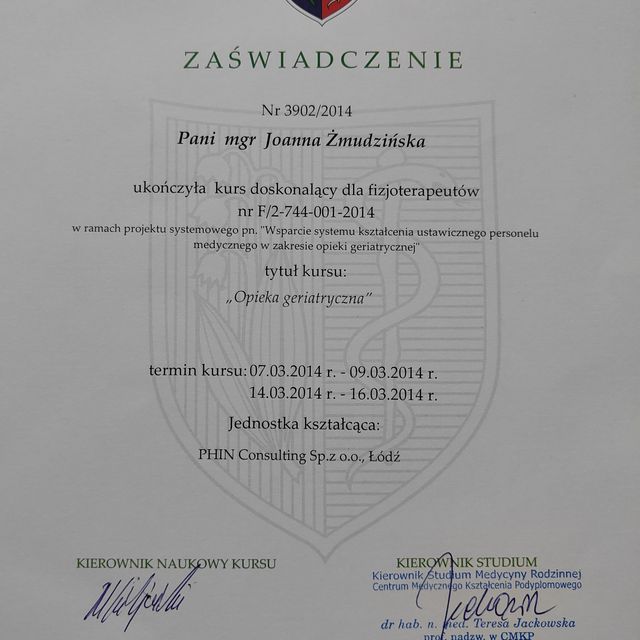 ZAŚWIADCZENIE
Nr 3902/2014
Pani mgr Joanna Żmudzińska
ukończyła kurs doskonalący dla fizjoterapeutów
nr F/2-744-001-2014
w ramach projektu systemowego pn. "Wsparcie systemu kształcenia ustawicznego personelu
medycznego w zakresie opieki geriatrycznej"
tytuł kursu:
„Opieka geriatryczna”
termin kursu: 07.03.2014 r. - 09.03.2014 r.
14.03.2014 r. - 16.03.2014 r.
Jednostka kształcąca:
PHIN Consulting Sp.z o.o., Łódź
KIEROWNIK NAUKOWY KURSU
KIEROWNIK STUDIUM
Kierownik Studium Medycyny Rodzinnej
Centrum Medycznego Kształcenia Podyplomowego
dr hab. n. med. Teresa Jackowska
prof. nadzw. w CMKP